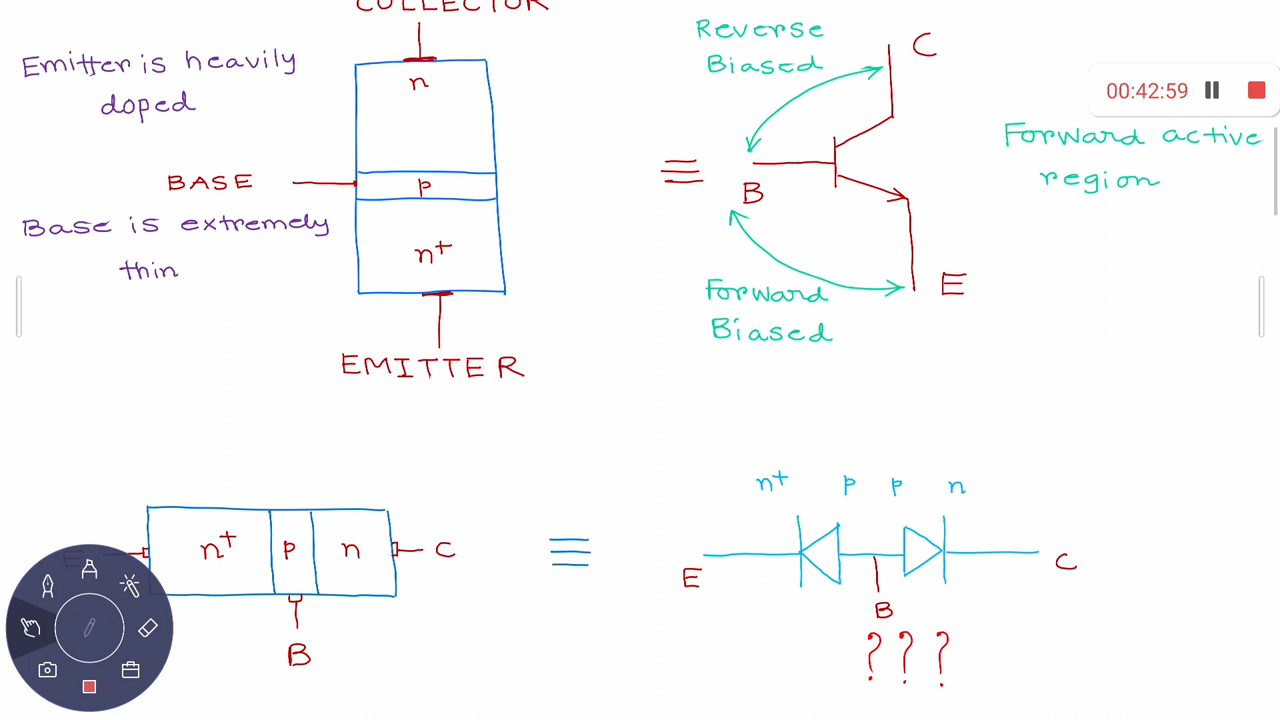 COLLECTOR
Emitter is heavily
doped
n
BASE
p
Base is extremely
thin
n+
EMITTER
Reverse
Biased
C
00:42:59
Forward active
region
≡
B
Forward
Biased
E
E
n+
p
n
C
B
≡
n+ p p n
E
C
B
? ? ?